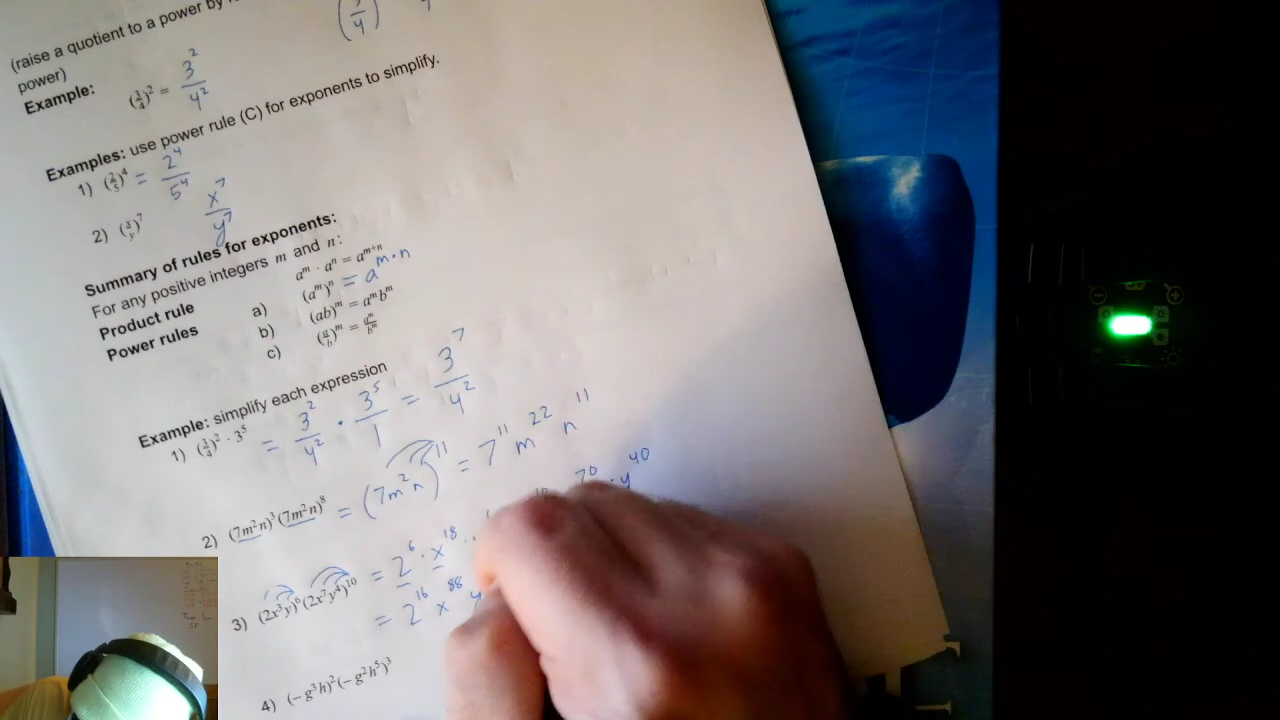 (raise a quotient to a power by
power)
Example: (3/4)² = 3²/4²
Examples: use power rule (C) for exponents to simplify.
1) (2/5)⁴ = 2⁴/5⁴
2) (x/y)⁷ x⁷/y⁷
Summary of rules for exponents:
For any positive integers m and n:
Product rule aᵐ · aⁿ = aᵐ⁺ⁿ
Power rules a) (aᵐ)ⁿ = a^(m·n)
b) (ab)ᵐ = aᵐbᵐ
c) (a/b)ᵐ = aᵐ/bᵐ
Example: simplify each expression
1) (3/4)² · 3⁵ = 3²/4² · 3⁵/1 = 3⁷/4²
2) (7m²n)³(7m²n)⁸ = (7m²n)¹¹ = 7¹¹ m²² n¹¹
3) (2x³y)⁶(2x⁷y⁴)¹⁰ = 2⁶ · x¹⁸ · 70 · y⁴⁰
= 2¹⁶ x⁸⁸ y
4) (−g³h)²(−g²h⁵)³